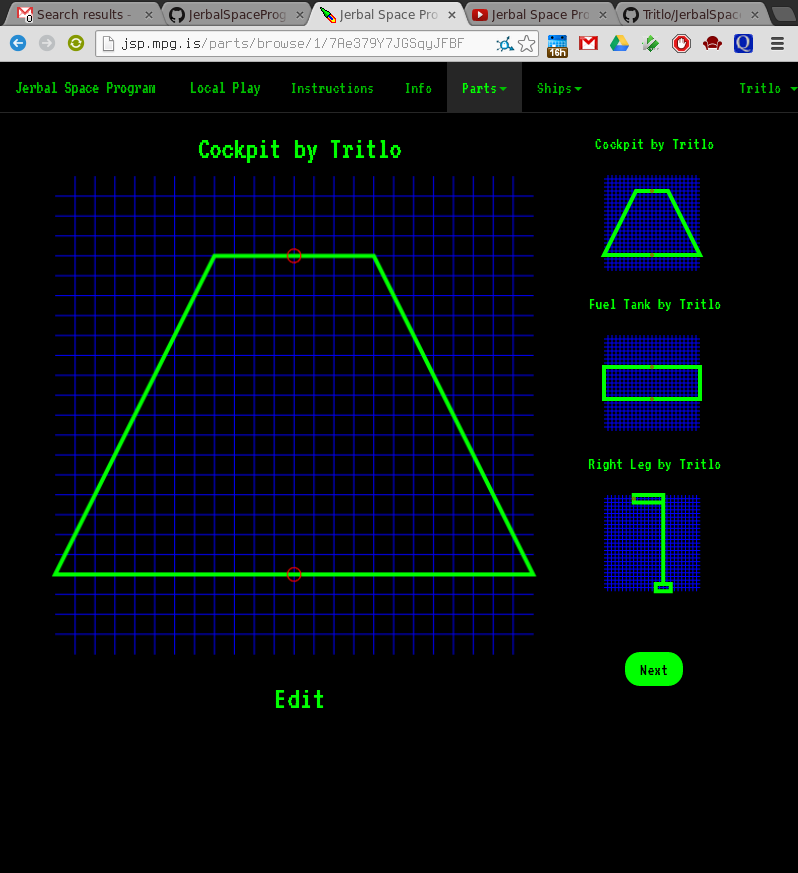 Search results -
JerbalSpaceProg
Jerbal Space Pro
Jerbal Space Pro
Tritlo/JerbalSpace
0
jsp.mpg.is/parts/browse/1/7Ae379Y7JGSqyJFBF
16h
Q
Jerbal Space Program
Local Play
Instructions
Info
Parts
Ships
Tritlo
Cockpit by Tritlo
Edit
Cockpit by Tritlo
Fuel Tank by Tritlo
Right Leg by Tritlo
Next